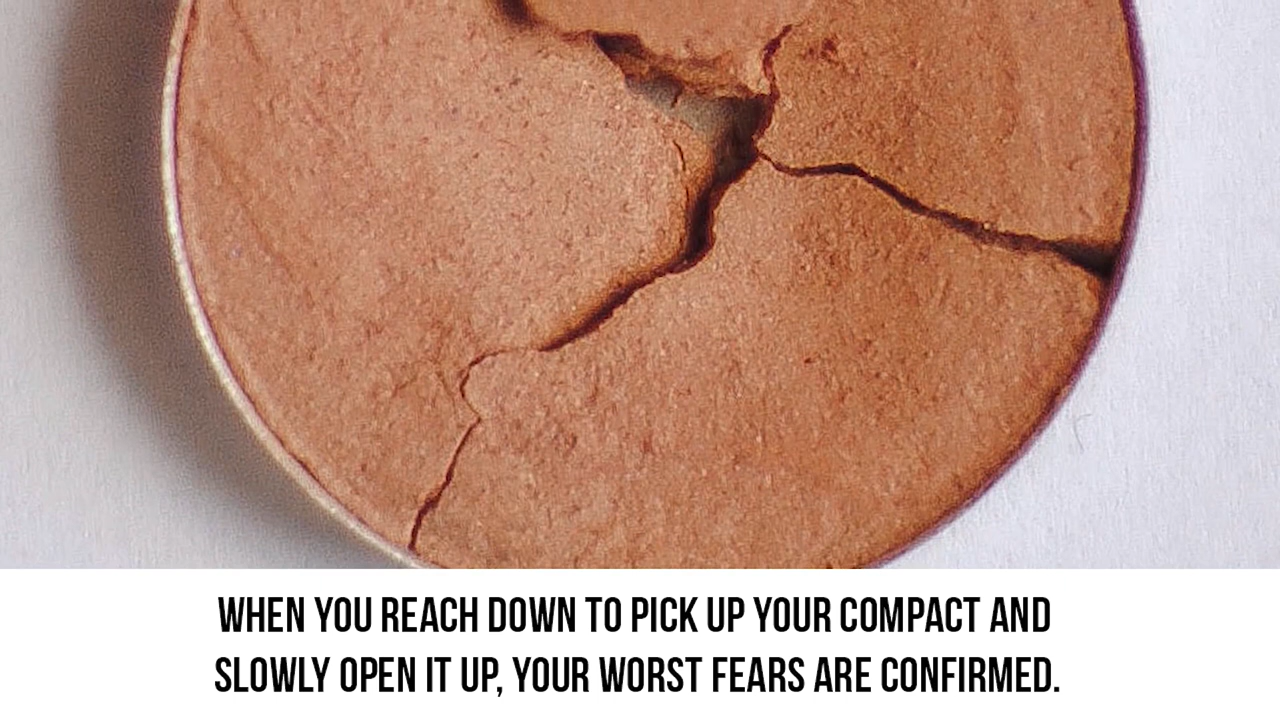 WHEN YOU REACH DOWN TO PICK UP YOUR COMPACT AND
SLOWLY OPEN IT UP, YOUR WORST FEARS ARE CONFIRMED.